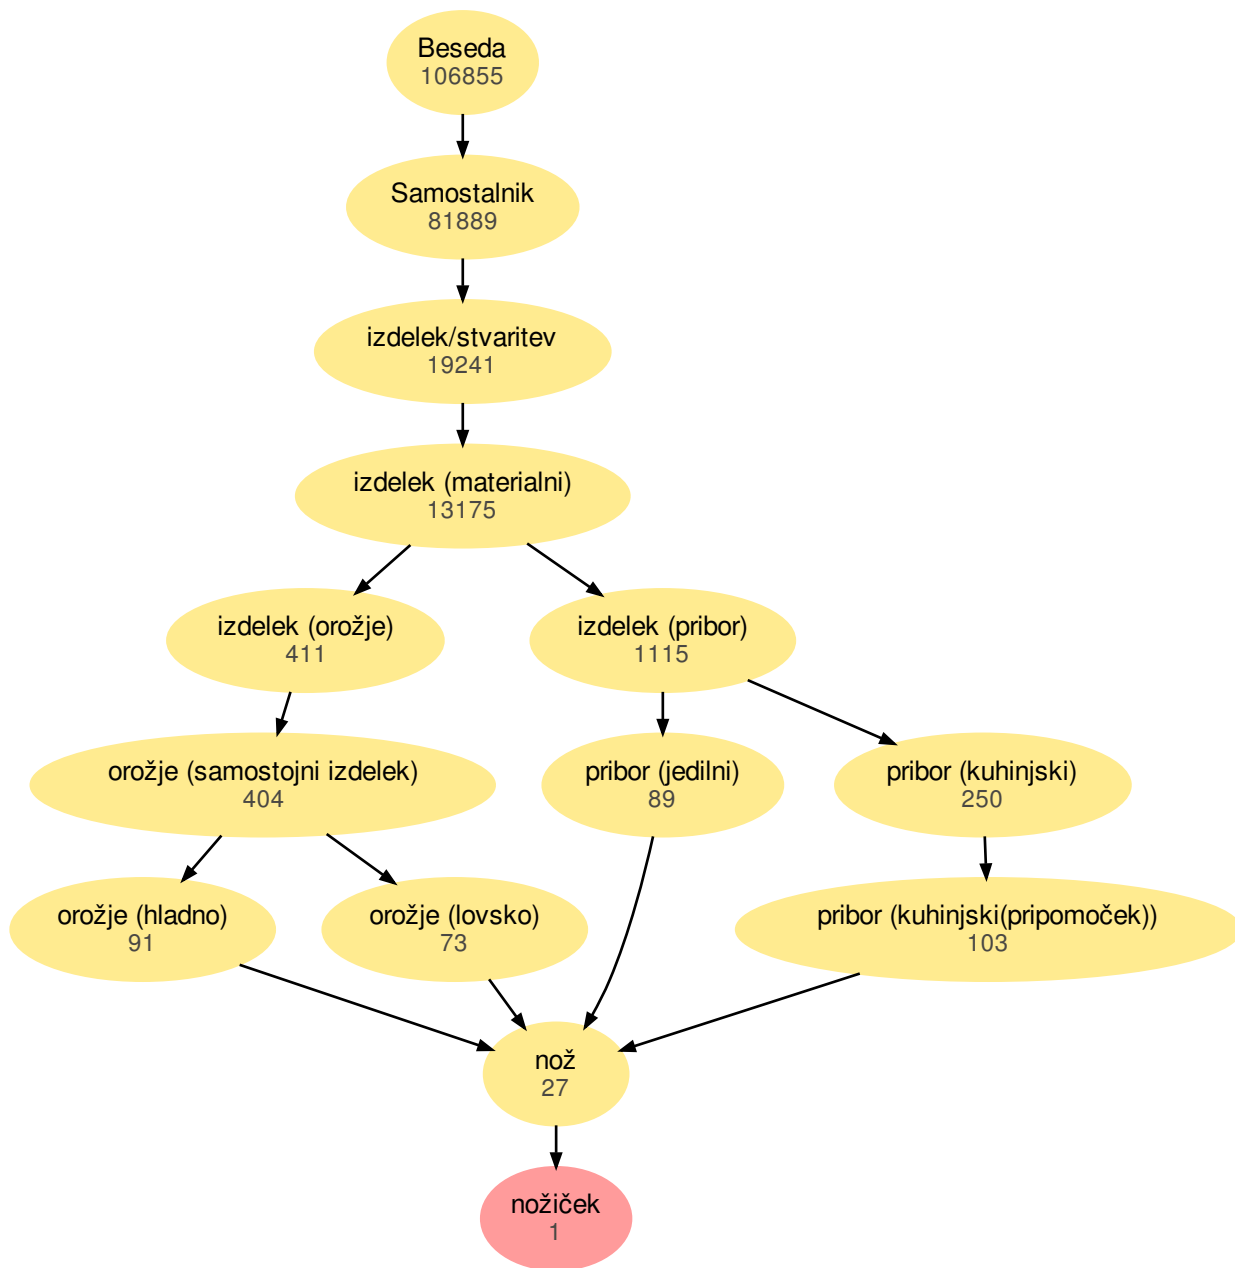 Beseda
106855
Samostalnik
81889
izdelek/stvaritev
19241
izdelek (materialni)
13175
izdelek (orožje)
411
izdelek (pribor)
1115
orožje (samostojni izdelek)
404
pribor (jedilni)
89
pribor (kuhinjski)
250
orožje (hladno)
91
orožje (lovsko)
73
pribor (kuhinjski(pripomoček))
103
nož
27
nožiček
1